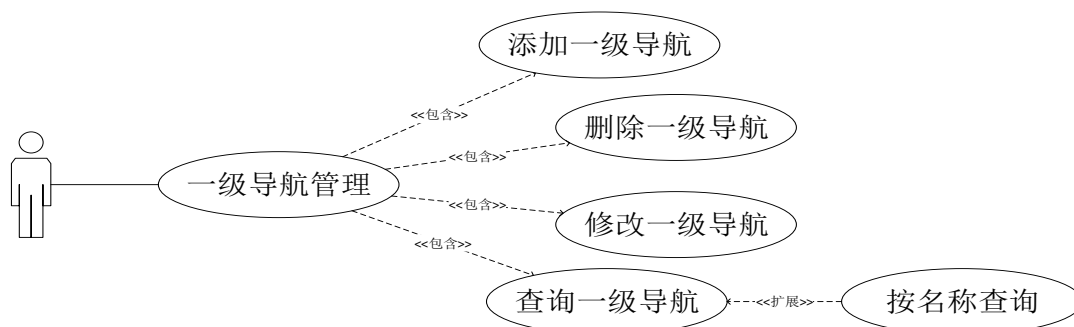 添加一级导航
<<包含>>
删除一级导航
<<包含>>
一级导航管理
<<包含>>
修改一级导航
<<包含>>
查询一级导航
<<扩展>>
按名称查询